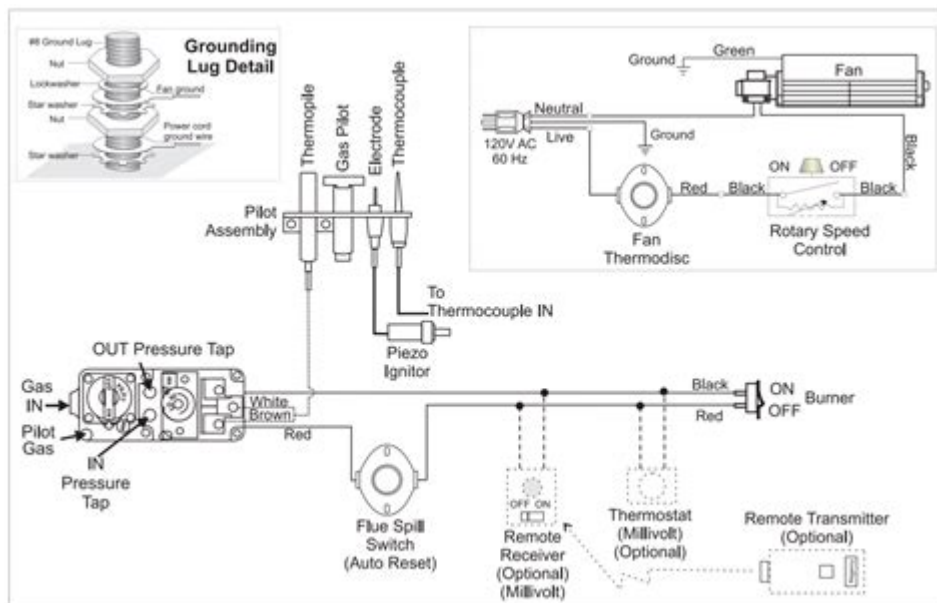 Grounding
Lug Detail
#8 Ground Lug
Nut
Lockwasher
Fan ground
Star washer
Nut
Power cord
ground wire
Star washer
Ground
Green
Fan
Neutral
Live
Ground
120V AC
60 Hz
Black
ON OFF
Red
Black
Black
Rotary Speed
Control
Fan
Thermodisc
Thermopile
Gas Pilot
Electrode
Thermocouple
Pilot
Assembly
To
Thermocouple IN
Piezo
Ignitor
OUT Pressure Tap
Gas
IN
Pilot
Gas
IN
Pressure
Tap
White
Brown
Red
Black
Red
ON
OFF
Burner
Flue Spill
Switch
(Auto Reset)
OFF ON
Remote
Receiver
(Optional)
(Millivolt)
Thermostat
(Millivolt)
(Optional)
Remote Transmitter
(Optional)